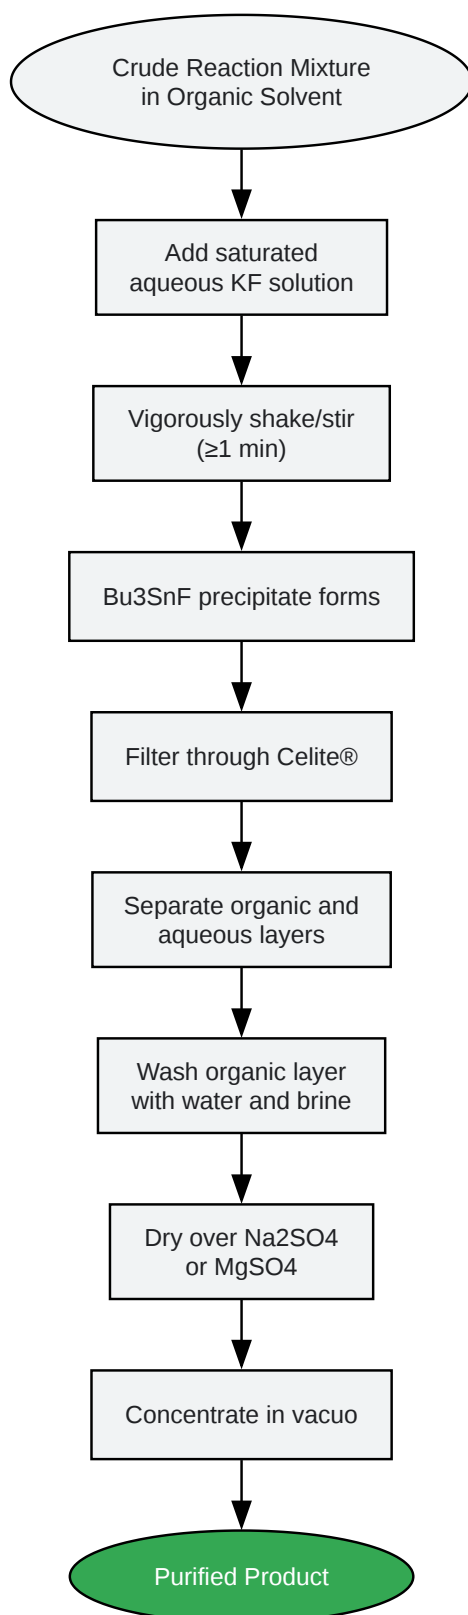 Crude Reaction Mixture
in Organic Solvent
Add saturated
aqueous KF solution
Vigorously shake/stir
(≥1 min)
Bu3SnF precipitate forms
Filter through Celite®
Separate organic and
aqueous layers
Wash organic layer
with water and brine
Dry over Na2SO4
or MgSO4
Concentrate in vacuo
Purified Product